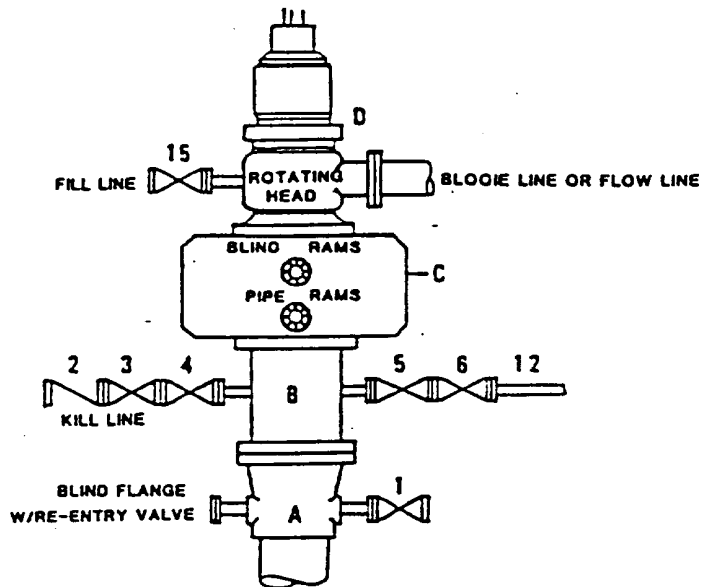 D
15
FILL LINE
ROTATING HEAD
BLOOIE LINE OR FLOW LINE
BLIND RAMS
C
PIPE RAMS
2 3 4
5 6 12
B
KILL LINE
BLIND FLANGE
W/RE-ENTRY VALVE
A
1